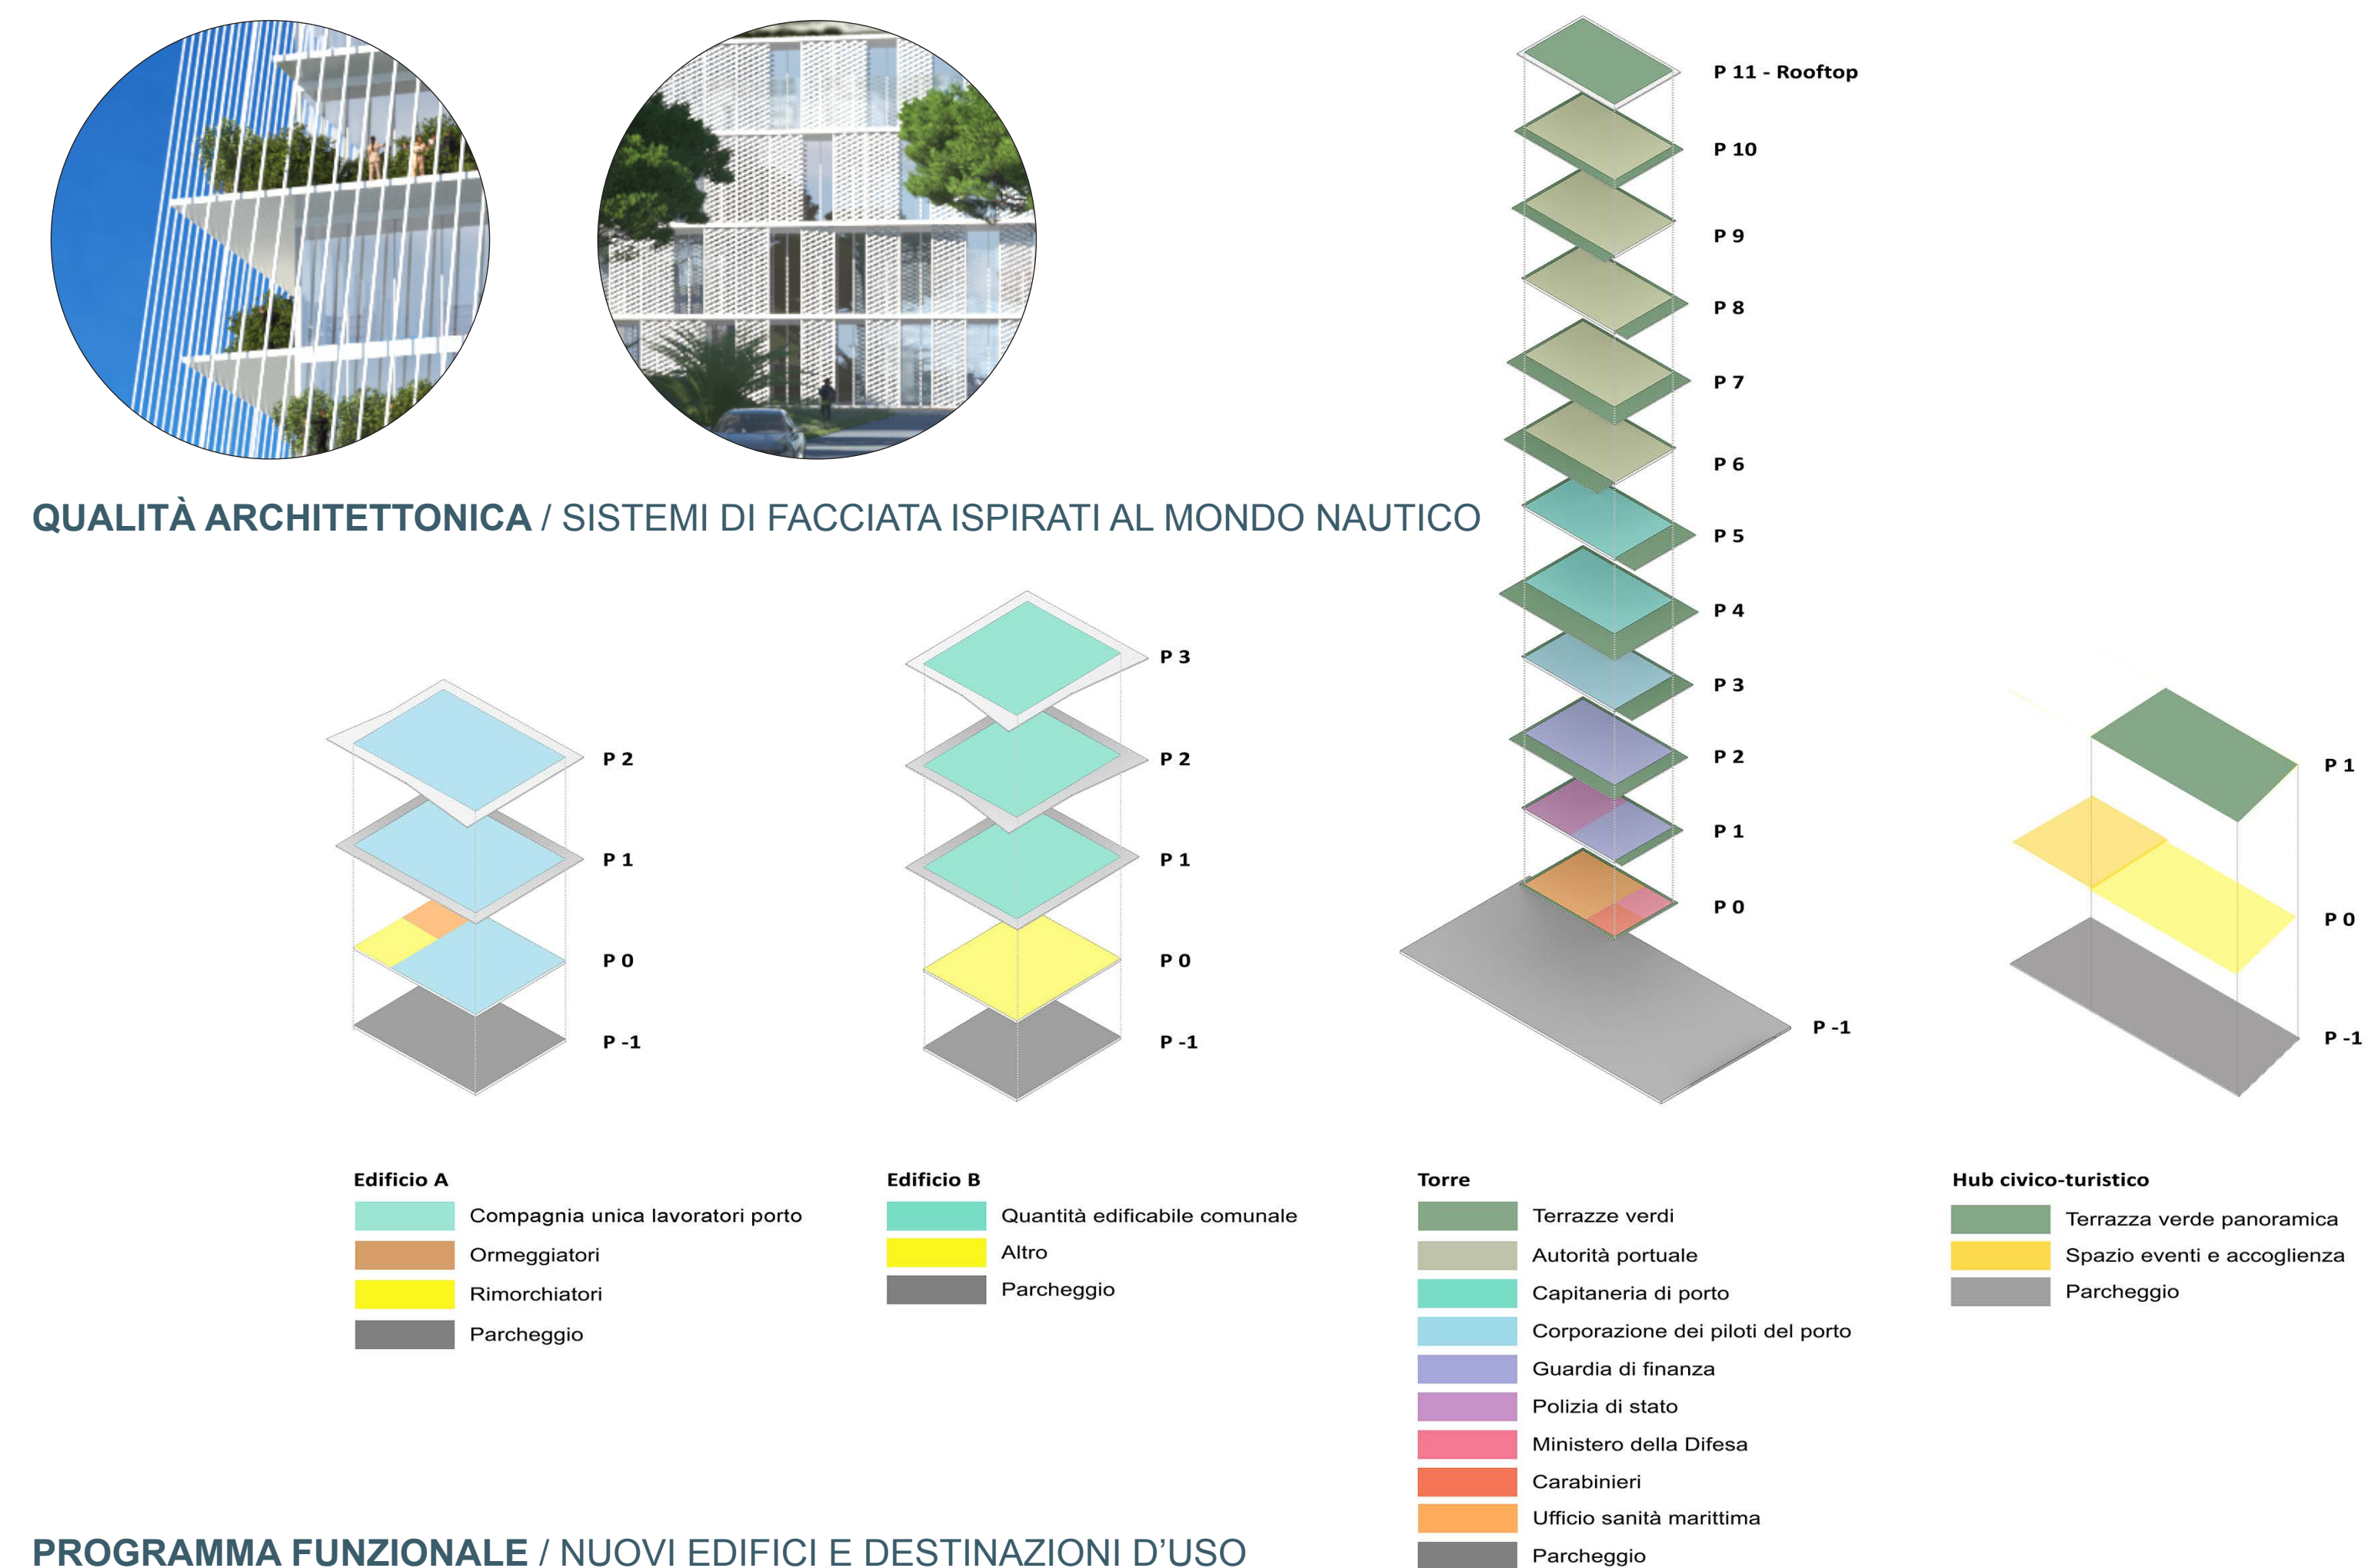 P 11 - Rooftop
P 10
P 9
P 8
P 7
P 6
P 5
P 4
P 3
P 2
P 1
P 0
P -1
QUALITÀ ARCHITETTONICA / SISTEMI DI FACCIATA ISPIRATI AL MONDO NAUTICO
P 2
P 1
P 0
P -1
P 3
P 2
P 1
P 0
P -1
P 1
P 0
P -1
Edificio A
Compagnia unica lavoratori porto
Ormeggiatori
Rimorchiatori
Parcheggio
Edificio B
Quantità edificabile comunale
Altro
Parcheggio
Torre
Terrazze verdi
Autorità portuale
Capitaneria di porto
Corporazione dei piloti del porto
Guardia di finanza
Polizia di stato
Ministero della Difesa
Carabinieri
Ufficio sanità marittima
Parcheggio
Hub civico-turistico
Terrazza verde panoramica
Spazio eventi e accoglienza
Parcheggio
PROGRAMMA FUNZIONALE / NUOVI EDIFICI E DESTINAZIONI D'USO